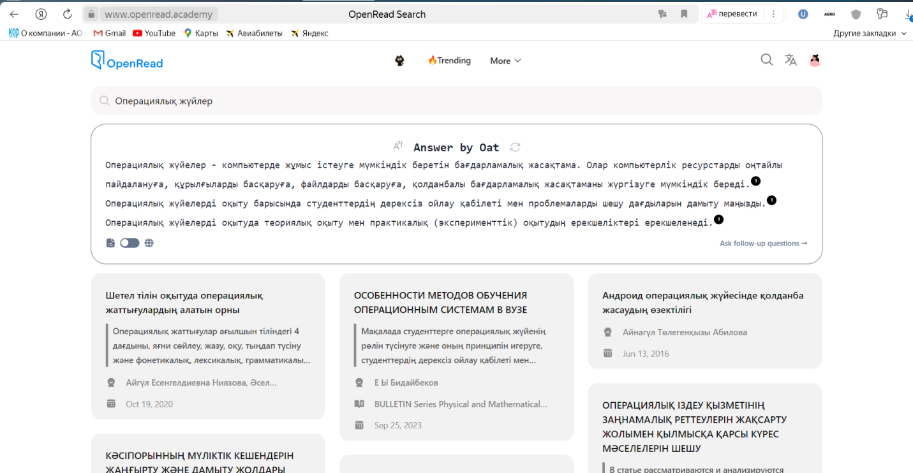 www.openread.academy
OpenRead Search
перевести
О компании - АО
Gmail
YouTube
Карты
Авиабилеты
Яндекс
Другие закладки
OpenRead
Trending
More
Операциялық жүйлер
Answer by Oat
Операциялық жүйелер - компьютерде жұмыс істеуге мүмкіндік беретін бағдарламалық жасақтама. Олар компьютерлік ресурстарды оңтайлы
пайдалануға, құрылғыларды басқаруға, файлдарды басқаруға, қолданбалы бағдарламалық жасақтаманы жүргізуге мүмкіндік береді.
Операциялық жүйелерді оқыту барысында студенттердің дерексіз ойлау қабілеті мен проблемаларды шешу дағдыларын дамыту маңызды.
Операциялық жүйелерді оқытуда теориялық оқыту мен практикалық (эксперименттік) оқытудың ерекшеліктері ерекшеленеді.
Ask follow-up questions →
Шетел тілін оқытуда операциялық
жаттығулардың алатын орны
Операциялық жаттығулар ағылшын тіліндегі 4
дағдыны, яғни сөйлеу, жазу, оқу, тыңдап түсіну
және фонетикалық, лексикалық, грамматикалы...
Айгүл Есенгелдиевна Ниязова, Әсел...
Oct 19, 2020
КӘСІПОРЫННЫҢ МҮЛІКТІК КЕШЕНДЕРІН
ЖАҢҒЫРТУ ЖӘНЕ ДАМЫТУ ЖОЛДАРЫ
ОСОБЕННОСТИ МЕТОДОВ ОБУЧЕНИЯ
ОПЕРАЦИОННЫМ СИСТЕМАМ В ВУЗЕ
Мақалада студенттерге операциялық жүйенің
рөлін түсінуге және оның принципін игеруге,
студенттердің дерексіз ойлау қабілеті мен...
Е Ы Бидайбеков
BULLETIN Series Physical and Mathematical...
Sep 25, 2023
Андроид операциялық жүйесінде қолданба
жасаудың өзектілігі
Айнагүл Төлегенқызы Абилова
Jun 13, 2016
ОПЕРАЦИЯЛЫҚ ІЗДЕУ ҚЫЗМЕТІНІҢ
ЗАҢНАМАЛЫҚ РЕТТЕУЛЕРІН ЖАҚСАРТУ
ЖОЛЫМЕН ҚЫЛМЫСҚА ҚАРСЫ КҮРЕС
МӘСЕЛЕЛЕРІН ШЕШУ
В статье рассматриваются и анализируются